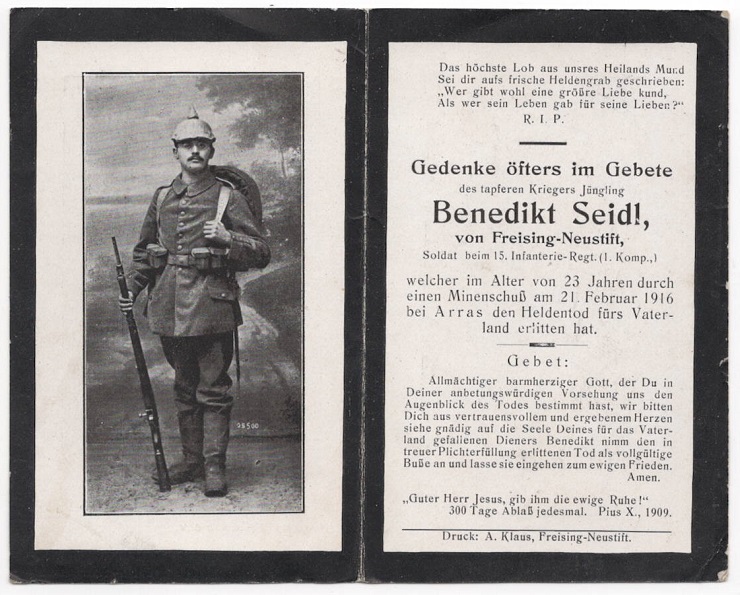 98500
Das höchste Lob aus unsres Heilands Mund
Sei dir aufs frische Heldengrab geschrieben:
„Wer gibt wohl eine größre Liebe kund,
Als wer sein Leben gab für seine Lieben?"
R. I. P.
Gedenke öfters im Gebete
des tapferen Kriegers Jüngling
Benedikt Seidl,
von Freising-Neustift,
Soldat beim 15. Infanterie-Regt. (1. Komp.,)
welcher im Alter von 23 Jahren durch
einen Minenschuß am 21. Februar 1916
bei Arras den Heldentod fürs Vater-
land erlitten hat.
Gebet:
Allmächtiger barmherziger Gott, der Du in
Deiner anbetungswürdigen Vorsehung uns den
Augenblick des Todes bestimmt hast, wir bitten
Dich aus vertrauensvollem und ergebenem Herzen
siehe gnädig auf die Seele Deines für das Vater-
land gefallenen Dieners Benedikt nimm den in
treuer Plichterfüllung erlittenen Tod als vollgültige
Buße an und lasse sie eingehen zum ewigen Frieden.
Amen.
„Guter Herr Jesus, gib ihm die ewige Ruhe!"
300 Tage Ablaß jedesmal. Pius X., 1909.
Druck: A. Klaus, Freising-Neustift.